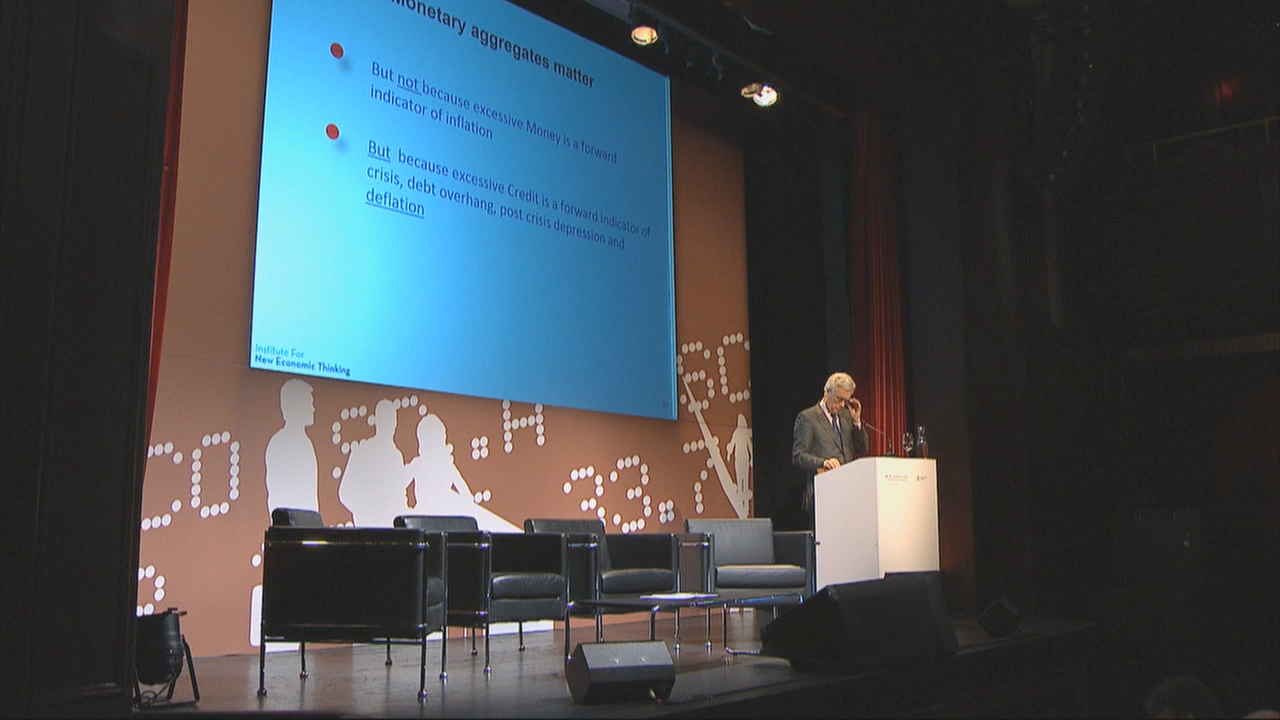 Monetary aggregates matter
But not because excessive Money is a forward
indicator of inflation
But because excessive Credit is a forward indicator of
crisis, debt overhang, post crisis depression and
deflation
Institute For
New Economic Thinking